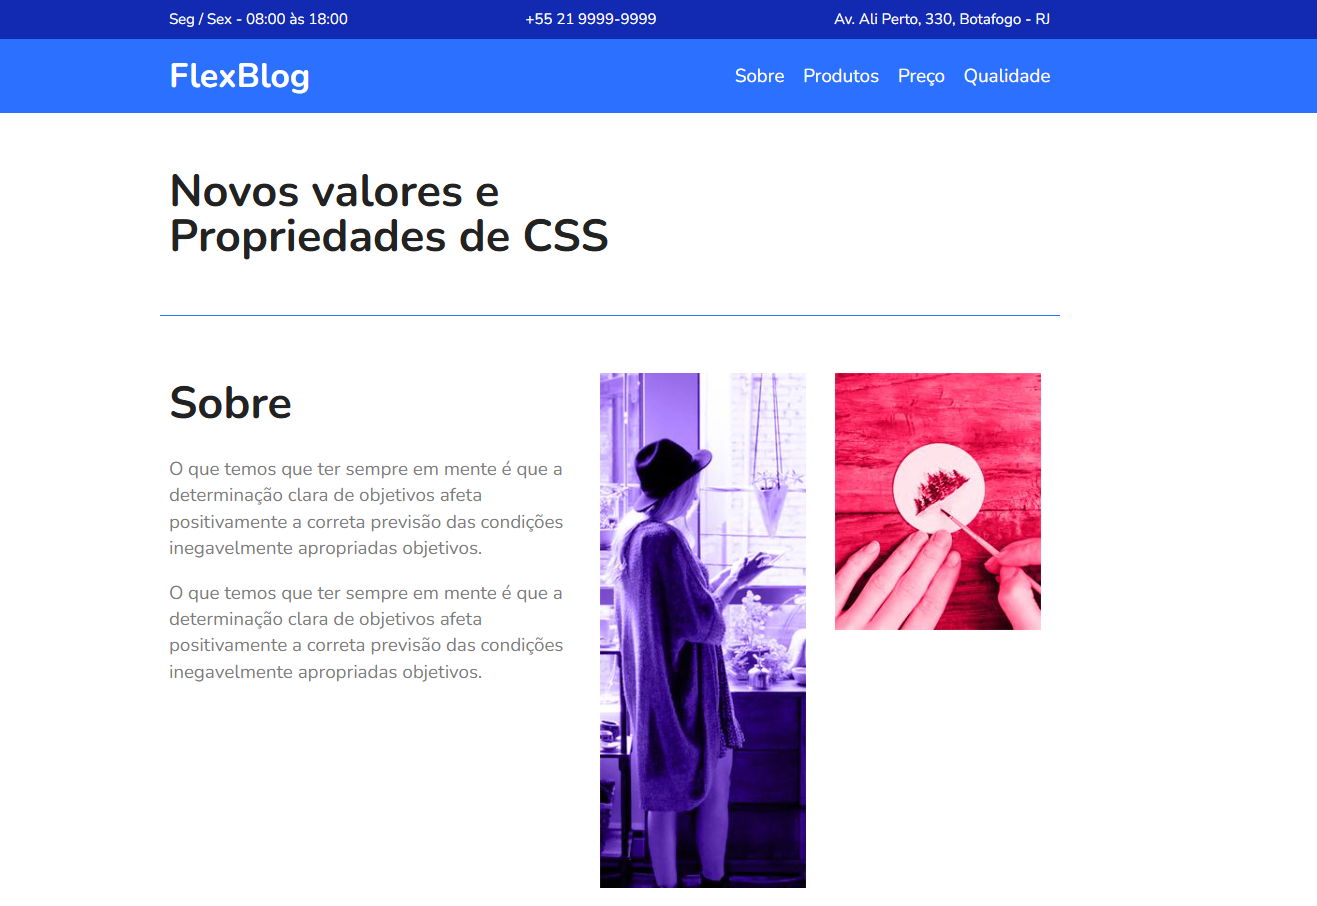 Seg / Sex - 08:00 às 18:00
+55 21 9999-9999
Av. Ali Perto, 330, Botafogo - RJ
FlexBlog
Sobre
Produtos
Preço
Qualidade
Novos valores e
Propriedades de CSS
Sobre
O que temos que ter sempre em mente é que a
determinação clara de objetivos afeta
positivamente a correta previsão das condições
inegavelmente apropriadas objetivos.
O que temos que ter sempre em mente é que a
determinação clara de objetivos afeta
positivamente a correta previsão das condições
inegavelmente apropriadas objetivos.